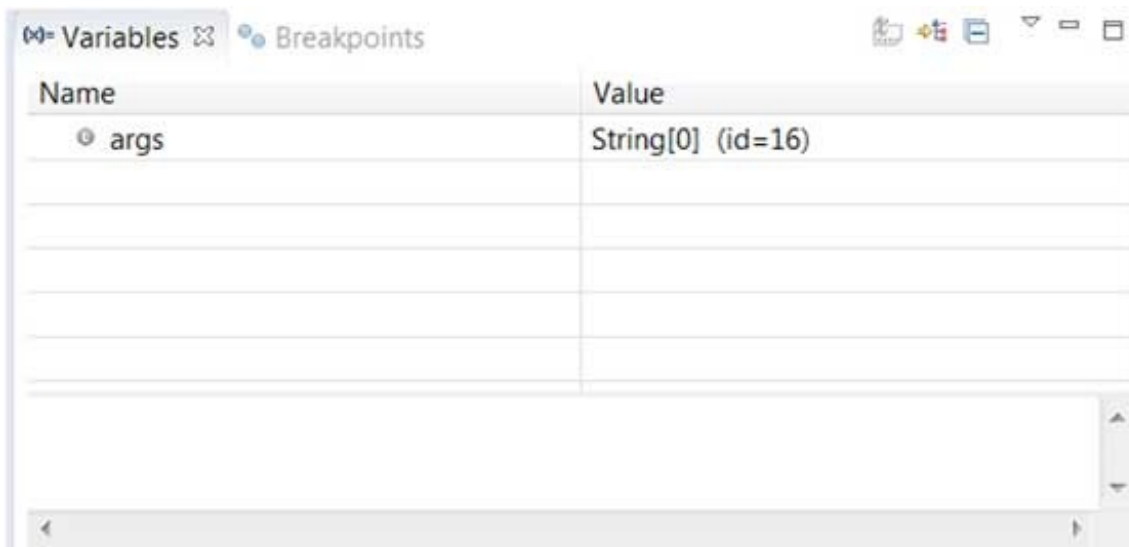 (x)= Variables Breakpoints
Name Value
args String[0] (id=16)